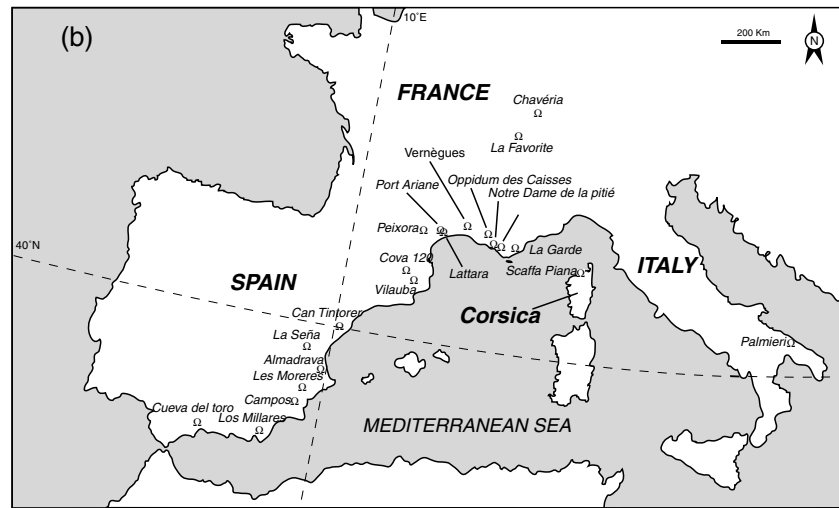 (b)
10°E
200 Km
N
FRANCE
Chavéria
Ω
La Favorite
Ω
Vernègues
Oppidum des Caisses
Notre Dame de la pitié
Port Ariane
Peixora Ω
Ω Ω
Ω
Ω
Ω Ω Ω
La Garde
40°N
Cova 120
Ω
Ω
Lattara
Scaffa Piana Ω
ITALY
SPAIN
Vilauba
Corsica
Can Tintorer
Ω
La Seña
Ω
Palmieri Ω
Almadrava
Ω
Les Moreres
Ω
Campos Ω
Cueva del toro
Ω
Los Millares
Ω
MEDITERRANEAN SEA